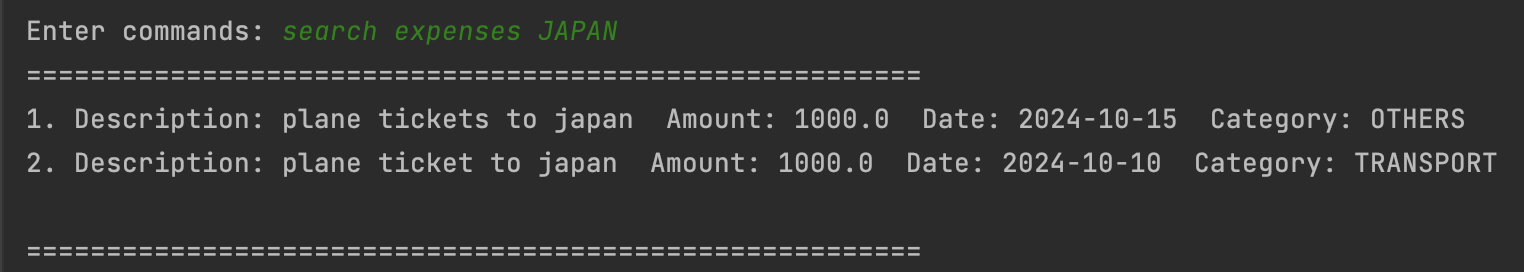 Enter commands: search expenses JAPAN
========================================================
1. Description: plane tickets to japan  Amount: 1000.0  Date: 2024-10-15  Category: OTHERS
2. Description: plane ticket to japan  Amount: 1000.0  Date: 2024-10-10  Category: TRANSPORT
========================================================